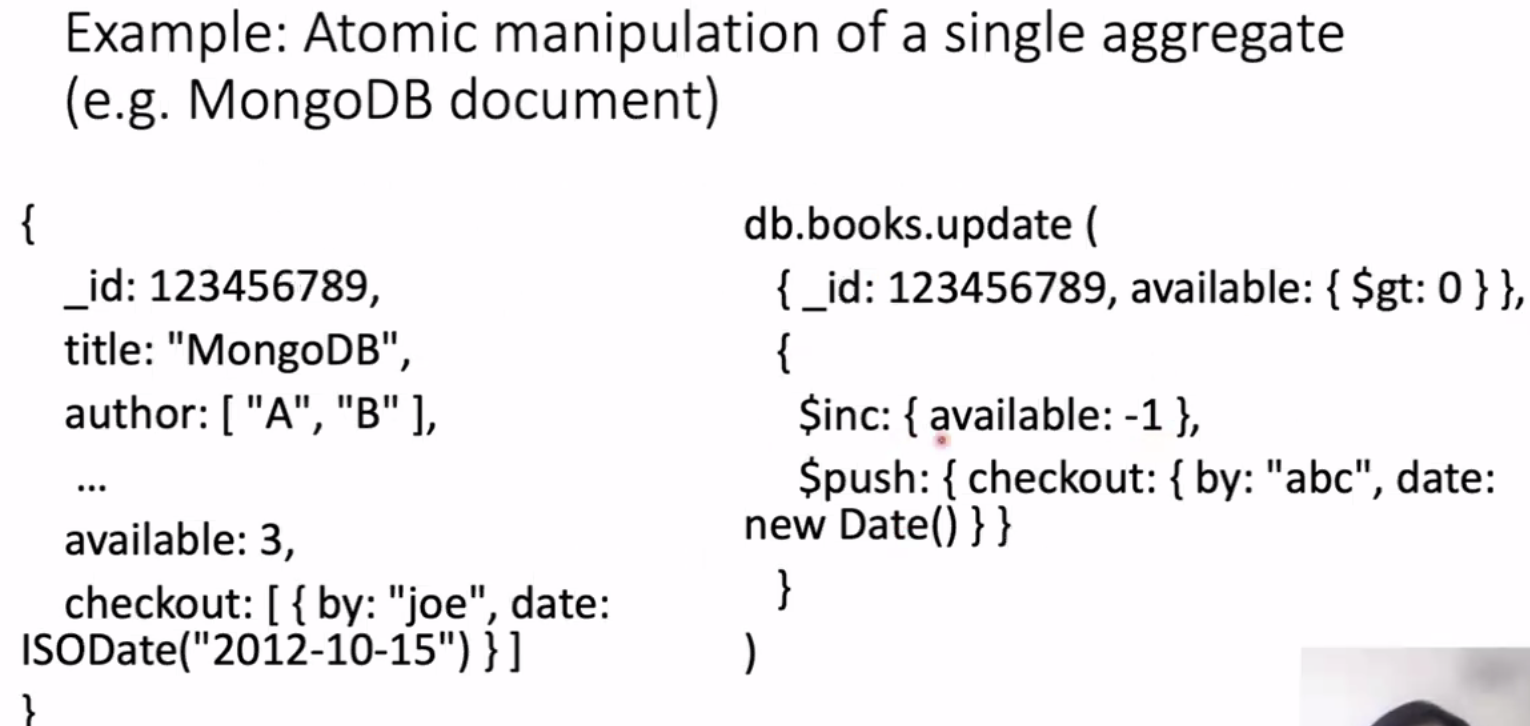 Example: Atomic manipulation of a single aggregate
(e.g. MongoDB document)
{
_id: 123456789,
title: "MongoDB",
author: [ "A", "B" ],
...
available: 3,
checkout: [ { by: "joe", date:
ISODate("2012-10-15") } ]
}
db.books.update (
{ _id: 123456789, available: { $gt: 0 } },
{
$inc: { available: -1 },
$push: { checkout: { by: "abc", date:
new Date() } }
}
)